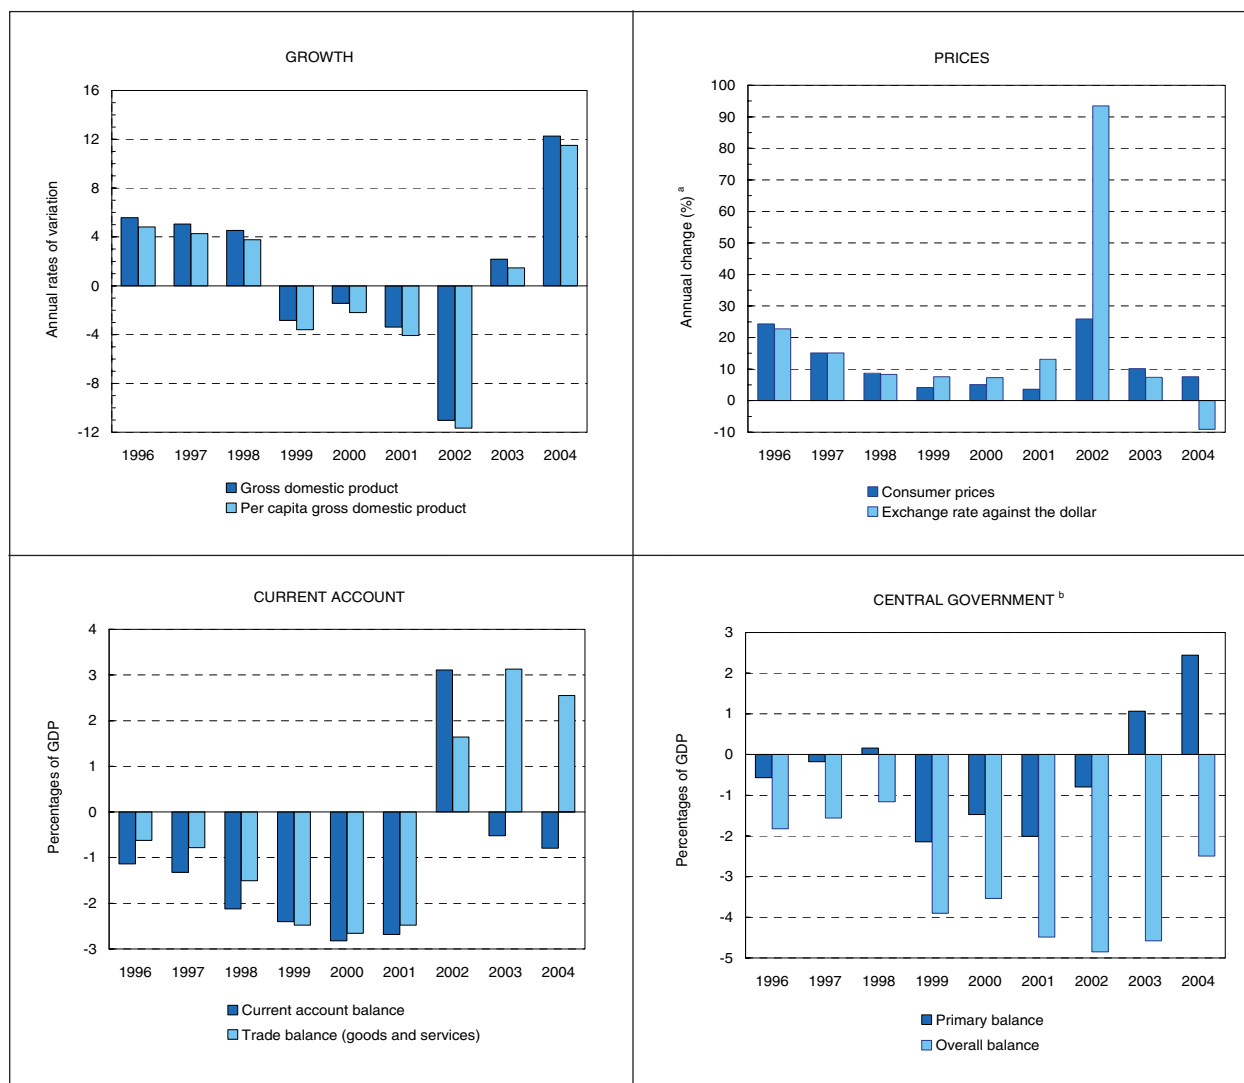 GROWTH
Annual rates of variation
16
12
8
4
0
-4
-8
-12
1996 1997 1998 1999 2000 2001 2002 2003 2004
Gross domestic product
Per capita gross domestic product
PRICES
Annuaal change (%) a
100
90
80
70
60
50
40
30
20
10
0
-10
1996 1997 1998 1999 2000 2001 2002 2003 2004
Consumer prices
Exchange rate against the dollar
CURRENT ACCOUNT
Percentages of GDP
4
3
2
1
0
-1
-2
-3
1996 1997 1998 1999 2000 2001 2002 2003 2004
Current account balance
Trade balance (goods and services)
CENTRAL GOVERNMENT b
Percentages of GDP
3
2
1
0
-1
-2
-3
-4
-5
1996 1997 1998 1999 2000 2001 2002 2003 2004
Primary balance
Overall balance